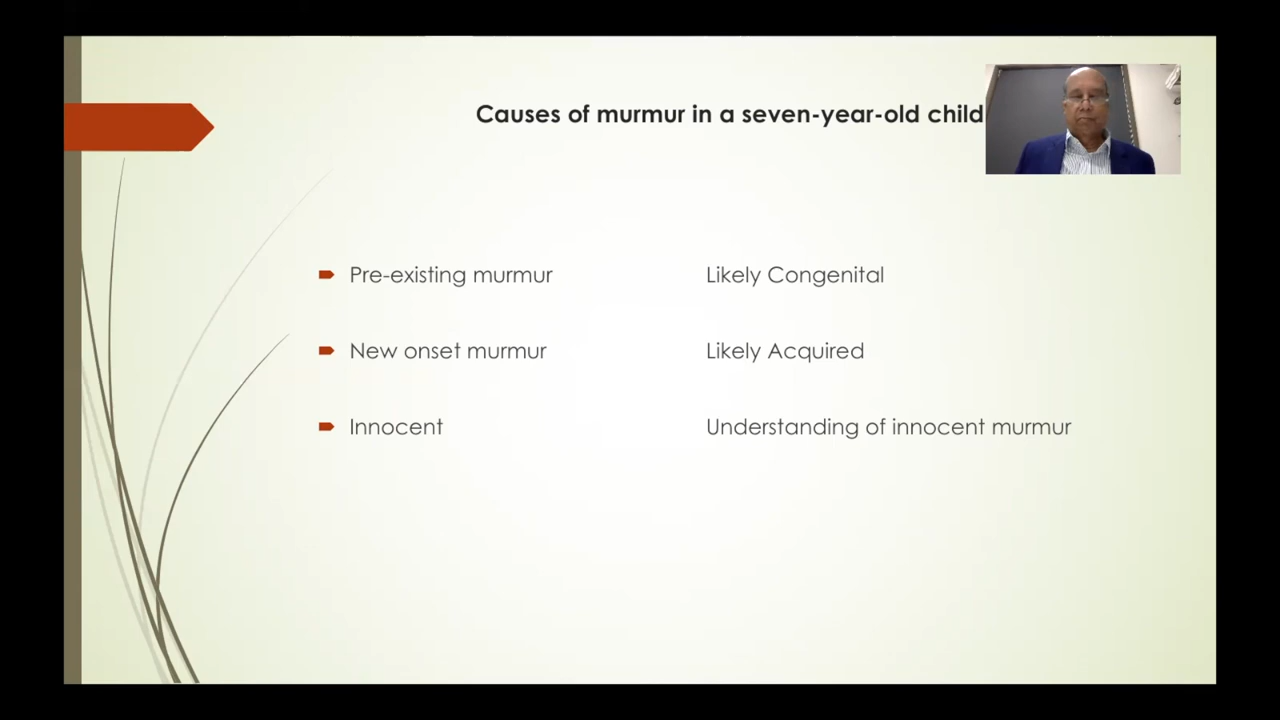 Causes of murmur in a seven-year-old child
Pre-existing murmur Likely Congenital
New onset murmur Likely Acquired
Innocent Understanding of innocent murmur